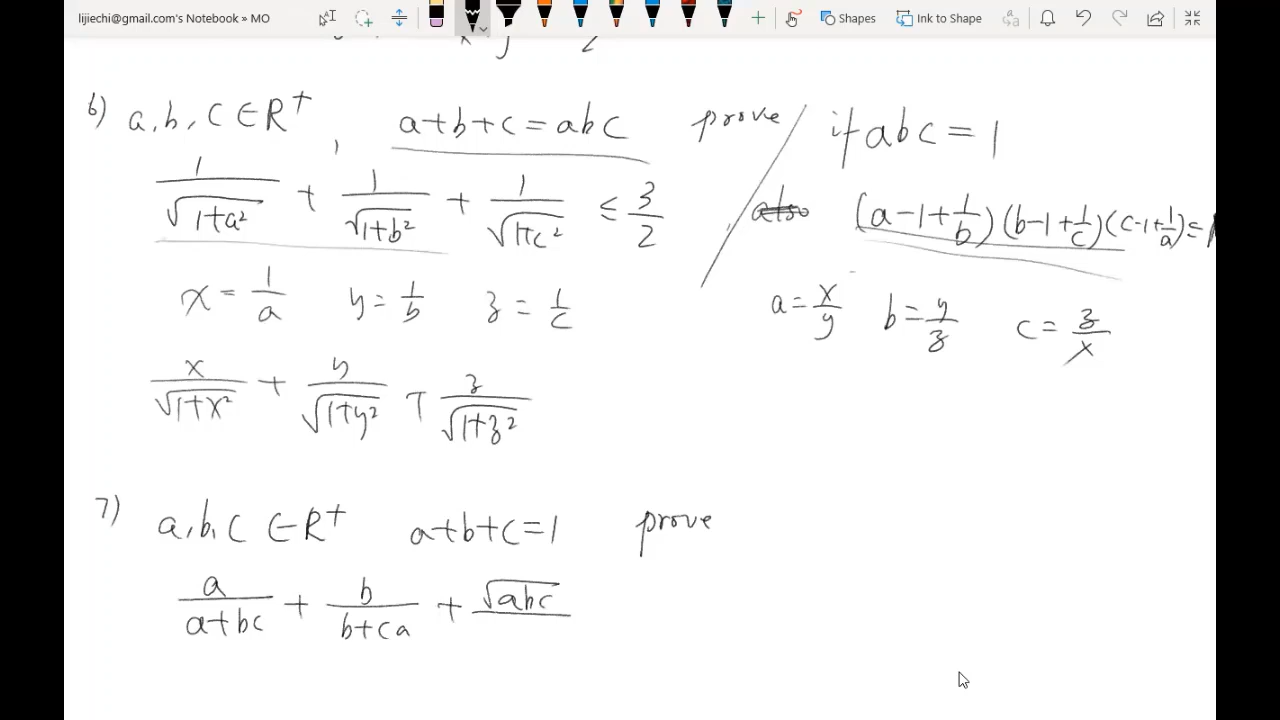 lijiechi@gmail.com's Notebook » MO
Shapes
Ink to Shape
6) a, b, c ∈ R⁺, a+b+c = abc prove
1/√(1+a²) + 1/√(1+b²) + 1/√(1+c²) ≤ 3/2
x = 1/a y = 1/b z = 1/c
x/√(1+x²) + y/√(1+y²) + z/√(1+z²)
if abc = 1
(a-1+1/b)(b-1+1/c)(c-1+1/a) =
a = x/y b = y/z c = z/x
7) a, b, c ∈ R⁺ a+b+c=1 prove
a/(a+bc) + b/(b+ca) + √abc